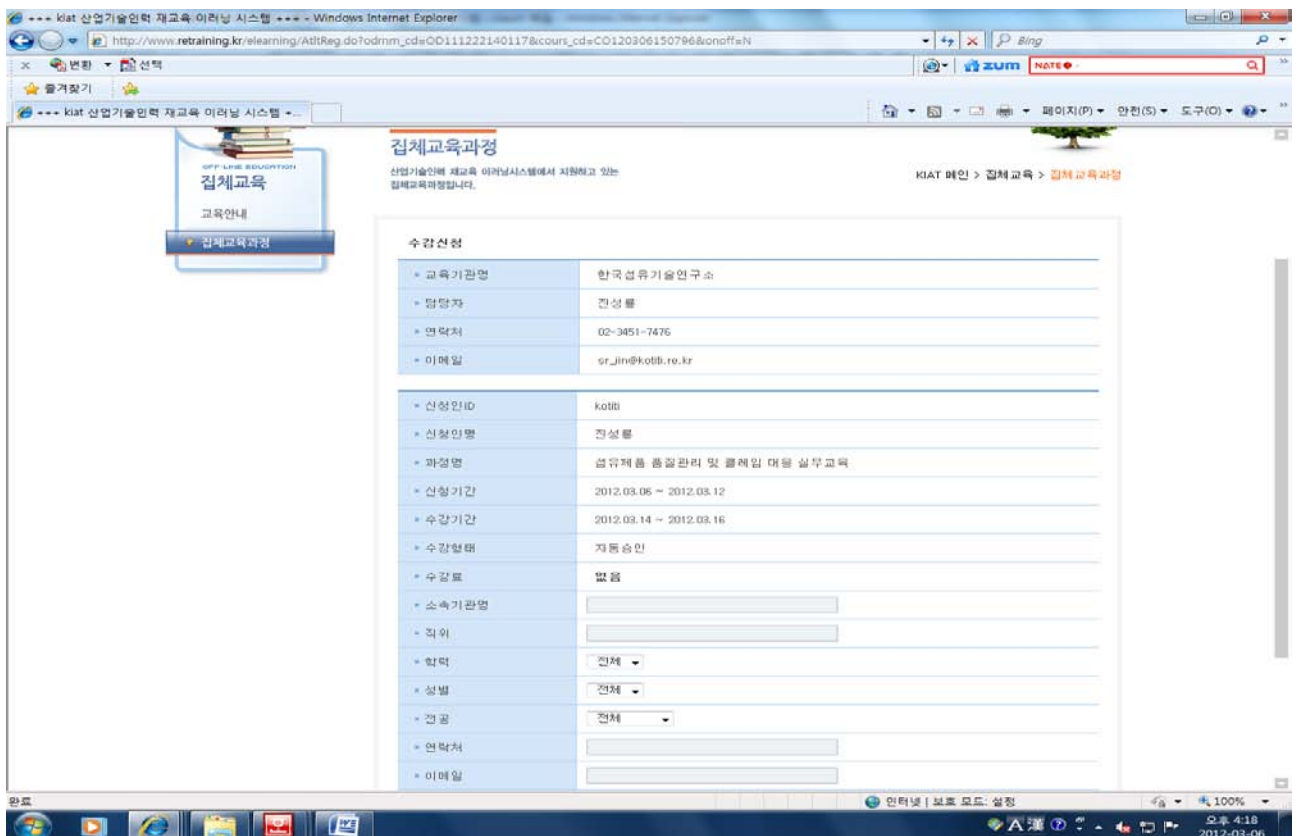 +++ kiat 산업기술인력 재교육 이러닝 시스템 +++ - Windows Internet Explorer
http://www.retraining.kr/elearning/AtltReg.do?odrnm_cd=OD111222140117&cours_cd=CO120306150796&onoff=N
Bing
x 변환 선택
zum NATE
즐겨찾기
+++ kiat 산업기술인력 재교육 이러닝 시스템 +...
페이지(P) 안전(S) 도구(O)
OFF-LINE EDUCATION
집체교육
교육안내
집체교육과정
집체교육과정
산업기술인력 재교육 이러닝시스템에서 지원하고 있는
집체교육과정입니다.
KIAT 메인 > 집체교육 > 집체교육과정
수강신청
교육기관명 한국섬유기술연구소
담당자 진성룡
연락처 02-3451-7476
이메일 sr_jin@kotiti.re.kr
신청인ID kotiti
신청인명 진성룡
과정명 섬유제품 품질관리 및 클레임 대응 실무교육
신청기간 2012.03.06 ~ 2012.03.12
수강기간 2012.03.14 ~ 2012.03.16
수강형태 자동승인
수강료 없음
소속기관명
직위
학력 전체
성별 전체
전공 전체
연락처
이메일
완료
인터넷 | 보호 모드: 설정
100%
A 漢
오후 4:18
2012-03-06